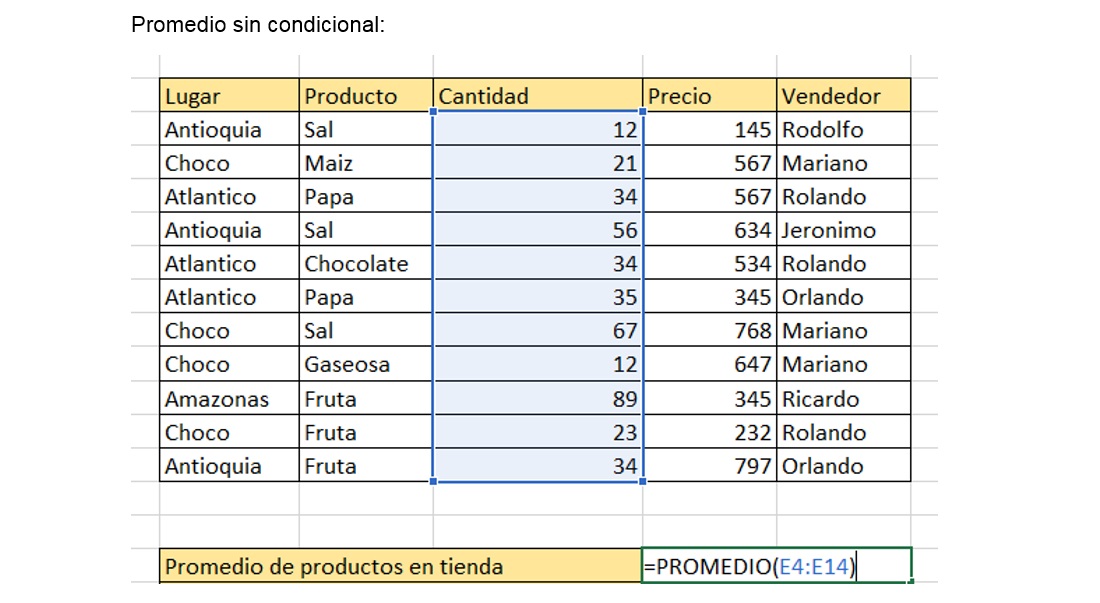 Promedio sin condicional:
Lugar Producto Cantidad Precio Vendedor
Antioquia Sal 12 145 Rodolfo
Choco Maiz 21 567 Mariano
Atlantico Papa 34 567 Rolando
Antioquia Sal 56 634 Jeronimo
Atlantico Chocolate 34 534 Rolando
Atlantico Papa 35 345 Orlando
Choco Sal 67 768 Mariano
Choco Gaseosa 12 647 Mariano
Amazonas Fruta 89 345 Ricardo
Choco Fruta 23 232 Rolando
Antioquia Fruta 34 797 Orlando
Promedio de productos en tienda =PROMEDIO(E4:E14)